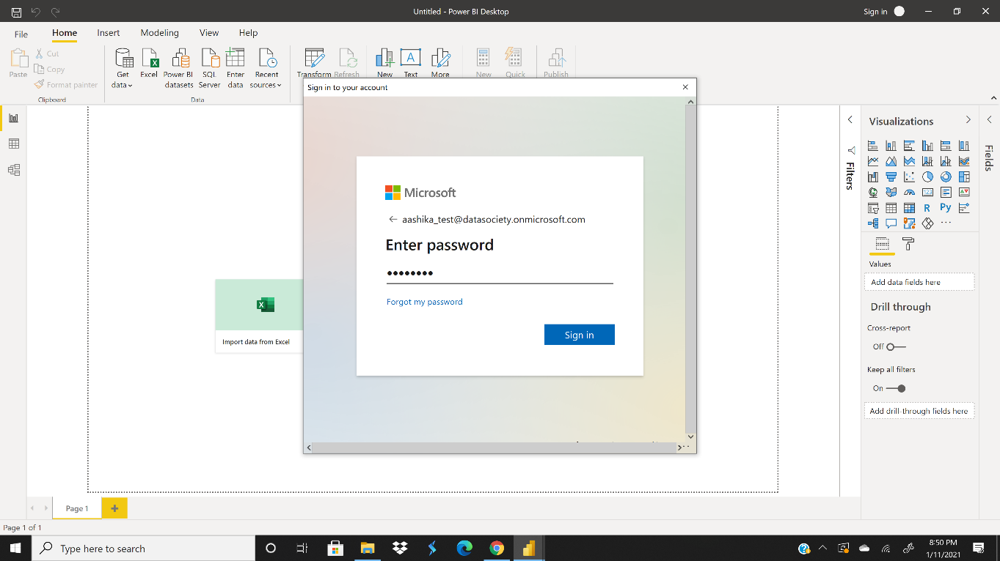 Untitled - Power BI Desktop
Sign in
File
Home
Insert
Modeling
View
Help
Paste
Cut
Copy
Format painter
Clipboard
Get
data
Excel
Power BI
datasets
SQL
Server
Enter
data
Recent
sources
Data
Transform
Refresh
New
Text
More
New
Quick
Publish
Sign in to your account
Microsoft
aashika_test@datasociety.onmicrosoft.com
Enter password
••••••••
Forgot my password
Sign in
Import data from Excel
Filters
Visualizations
Fields
123
R
Py
...
Values
Add data fields here
Drill through
Cross-report
Off
Keep all filters
On
Add drill-through fields here
Page 1
Page 1 of 1
Type here to search
8:50 PM
1/11/2021